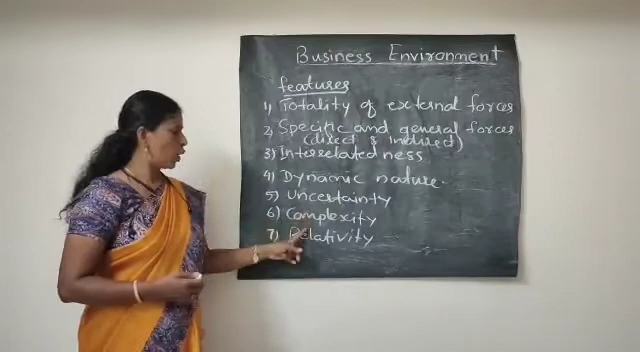 Business Environment
features
1) Totality of external forces
2) Specific and general forces
(direct & indirect)
3) Interrelatedness
4) Dynamic nature.
5) Uncertainty
6) Complexity
7) Relativity